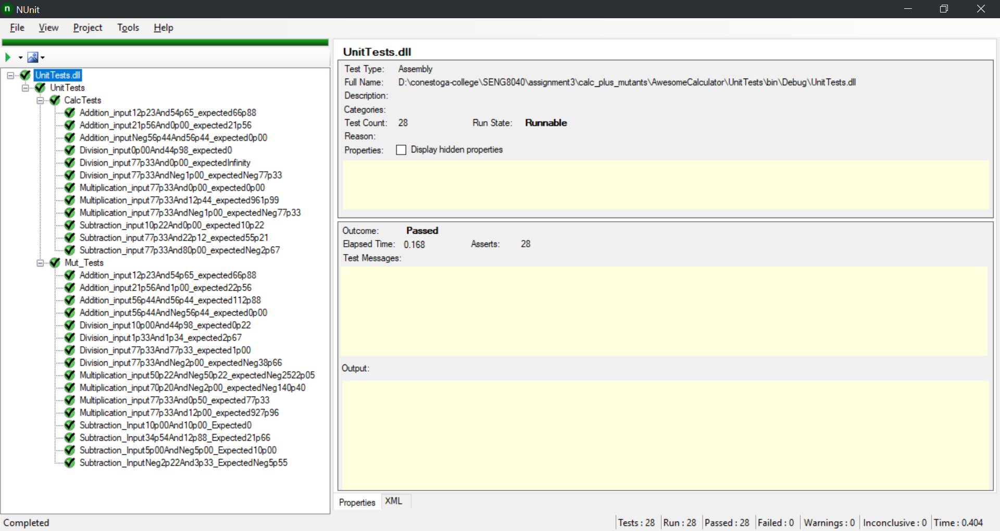 n NUnit
File View Project Tools Help
UnitTests.dll
UnitTests
CalcTests
Addition_input12p23And54p65_expected66p88
Addition_input21p56And0p00_expected21p56
Addition_inputNeg56p44And56p44_expected0p00
Division_input0p00And44p98_expected0
Division_input77p33And0p00_expectedInfinity
Division_input77p33AndNeg1p00_expectedNeg77p33
Multiplication_input77p33And0p00_expected0p00
Multiplication_input77p33And12p44_expected961p99
Multiplication_input77p33AndNeg1p00_expectedNeg77p33
Subtraction_input10p22And0p00_expected10p22
Subtraction_input77p33And22p12_expected55p21
Subtraction_input77p33And80p00_expectedNeg2p67
Mut_Tests
Addition_input12p23And54p65_expected66p88
Addition_input21p56And1p00_expected22p56
Addition_input56p44And56p44_expected112p88
Addition_input56p44AndNeg56p44_expected0p00
Division_input10p00And44p98_expected0p22
Division_input1p33And1p34_expected2p67
Division_input77p33And77p33_expected1p00
Division_input77p33AndNeg2p00_expectedNeg38p66
Multiplication_input50p22AndNeg50p22_expectedNeg2522p05
Multiplication_input70p20AndNeg2p00_expectedNeg140p40
Multiplication_input77p33And0p50_expected77p33
Multiplication_input77p33And12p00_expected927p96
Subtraction_Input10p00And10p00_Expected0
Subtraction_Input34p54And12p88_Expected21p66
Subtraction_Input5p00AndNeg5p00_Expected10p00
Subtraction_InputNeg2p22And3p33_ExpectedNeg5p55
UnitTests.dll
Test Type: Assembly
Full Name: D:\conestoga-college\SENG8040\assignment3\calc_plus_mutants\AwesomeCalculator\UnitTests\bin\Debug\UnitTests.dll
Description:
Categories:
Test Count: 28 Run State: Runnable
Reason:
Properties: Display hidden properties
Outcome: Passed
Elapsed Time: 0.168 Asserts: 28
Test Messages:
Output:
Properties XML
Completed Tests : 28 Run : 28 Passed : 28 Failed : 0 Warnings : 0 Inconclusive : 0 Time : 0.404